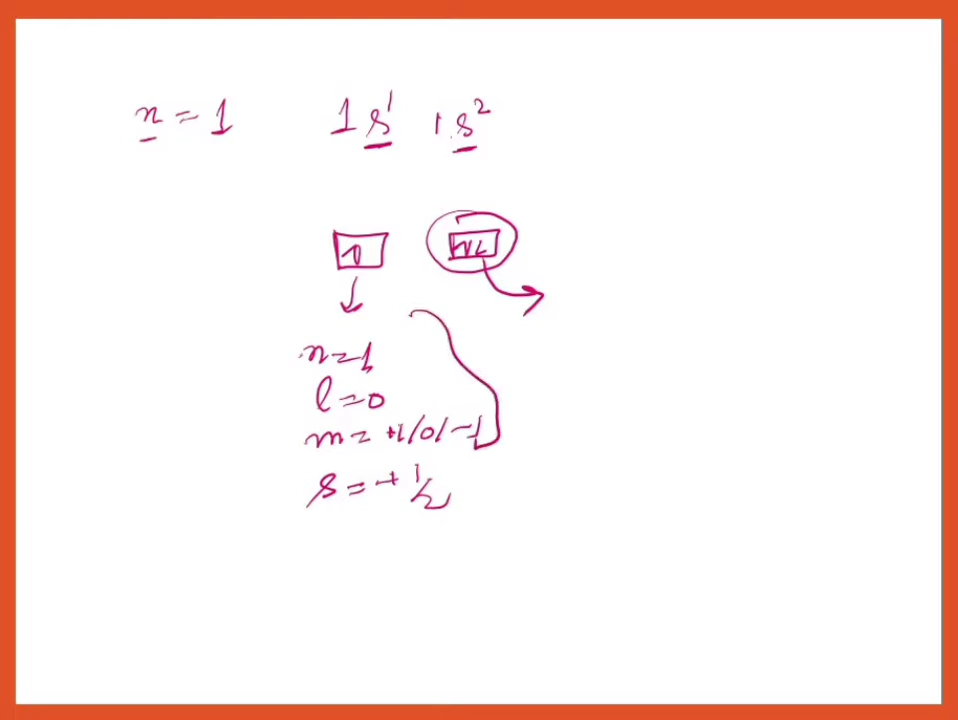 n = 1 1s¹ 1s²
↑ ↑↓
n=1
l=0
m= +1/0/-1
s=+½